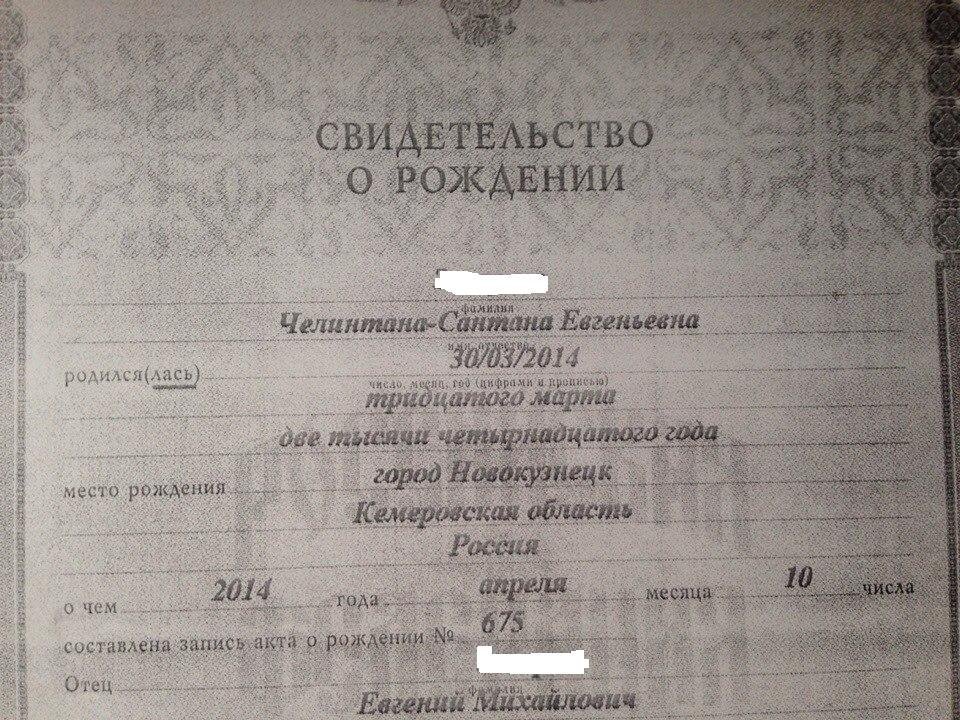 СВИДЕТЕЛЬСТВО
О РОЖДЕНИИ
фамилия
Челинтана-Сантана Евгеньевна
имя, отчество
родился(лась) 30/03/2014
число, месяц, год (цифрами и прописью)
тридцатого марта
две тысячи четырнадцатого года
место рождения город Новокузнецк
Кемеровская область
Россия
о чем 2014 года апреля месяца 10 числа
составлена запись акта о рождении № 675
Отец
фамилия
Евгений Михайлович